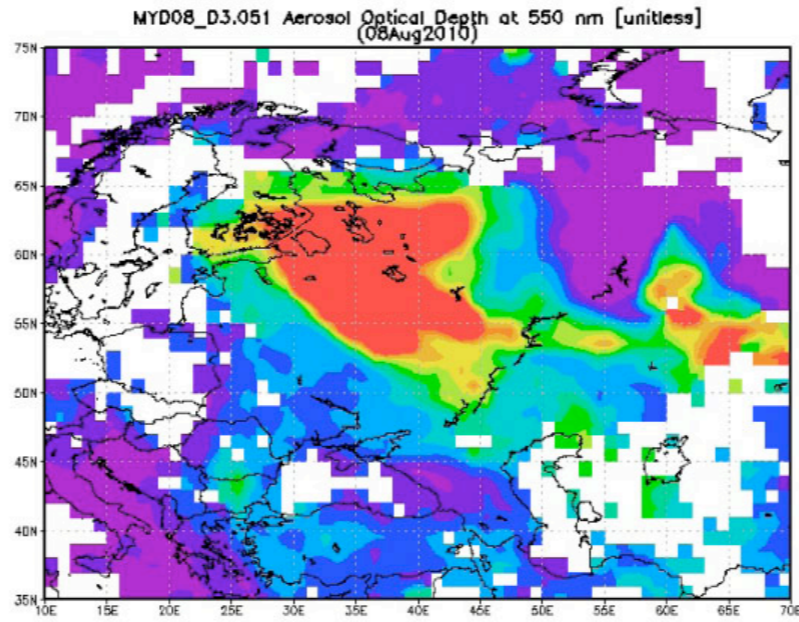 MYD08_D3.051 Aerosol Optical Depth at 550 nm [unitless]
(08Aug2010)
75N
70N
65N
60N
55N
50N
45N
40N
35N
10E 15E 20E 25E 30E 35E 40E 45E 50E 55E 60E 65E 70E